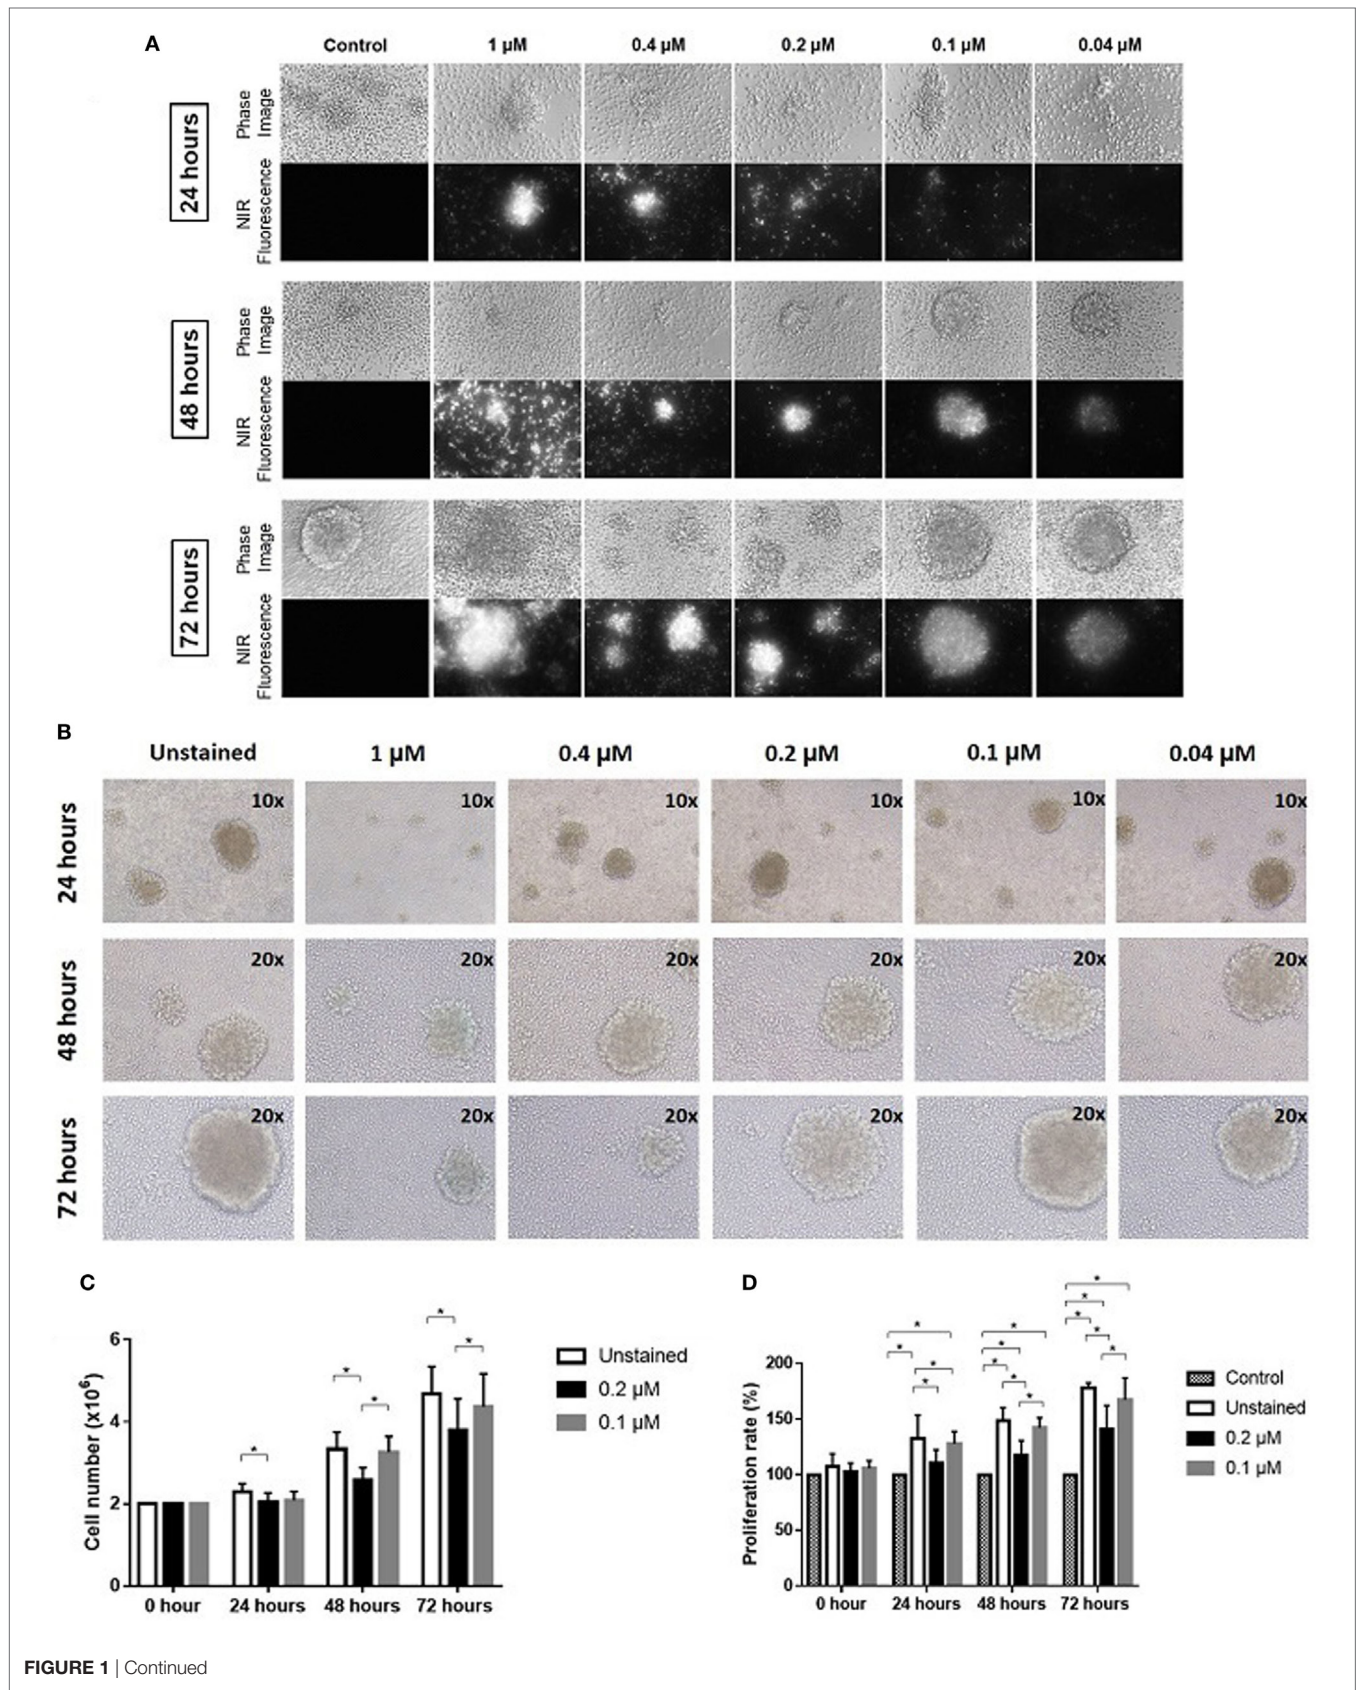 A
Control 1 µM 0.4 µM 0.2 µM 0.1 µM 0.04 µM
24 hours
Phase
Image
NIR
Fluorescence
48 hours
Phase
Image
NIR
Fluorescence
72 hours
Phase
Image
NIR
Fluorescence
B
Unstained 1 µM 0.4 µM 0.2 µM 0.1 µM 0.04 µM
24 hours
10x 10x 10x 10x 10x 10x
48 hours
20x 20x 20x 20x 20x 20x
72 hours
20x 20x 20x 20x 20x 20x
C
Cell number (x10⁶)
6
4
2
0
* * * * *
0 hour 24 hours 48 hours 72 hours
Unstained
0.2 µM
0.1 µM
D
Proliferation rate (%)
200
150
100
50
0
* * * * * * * * * * * * * *
0 hour 24 hours 48 hours 72 hours
Control
Unstained
0.2 µM
0.1 µM
FIGURE 1 | Continued